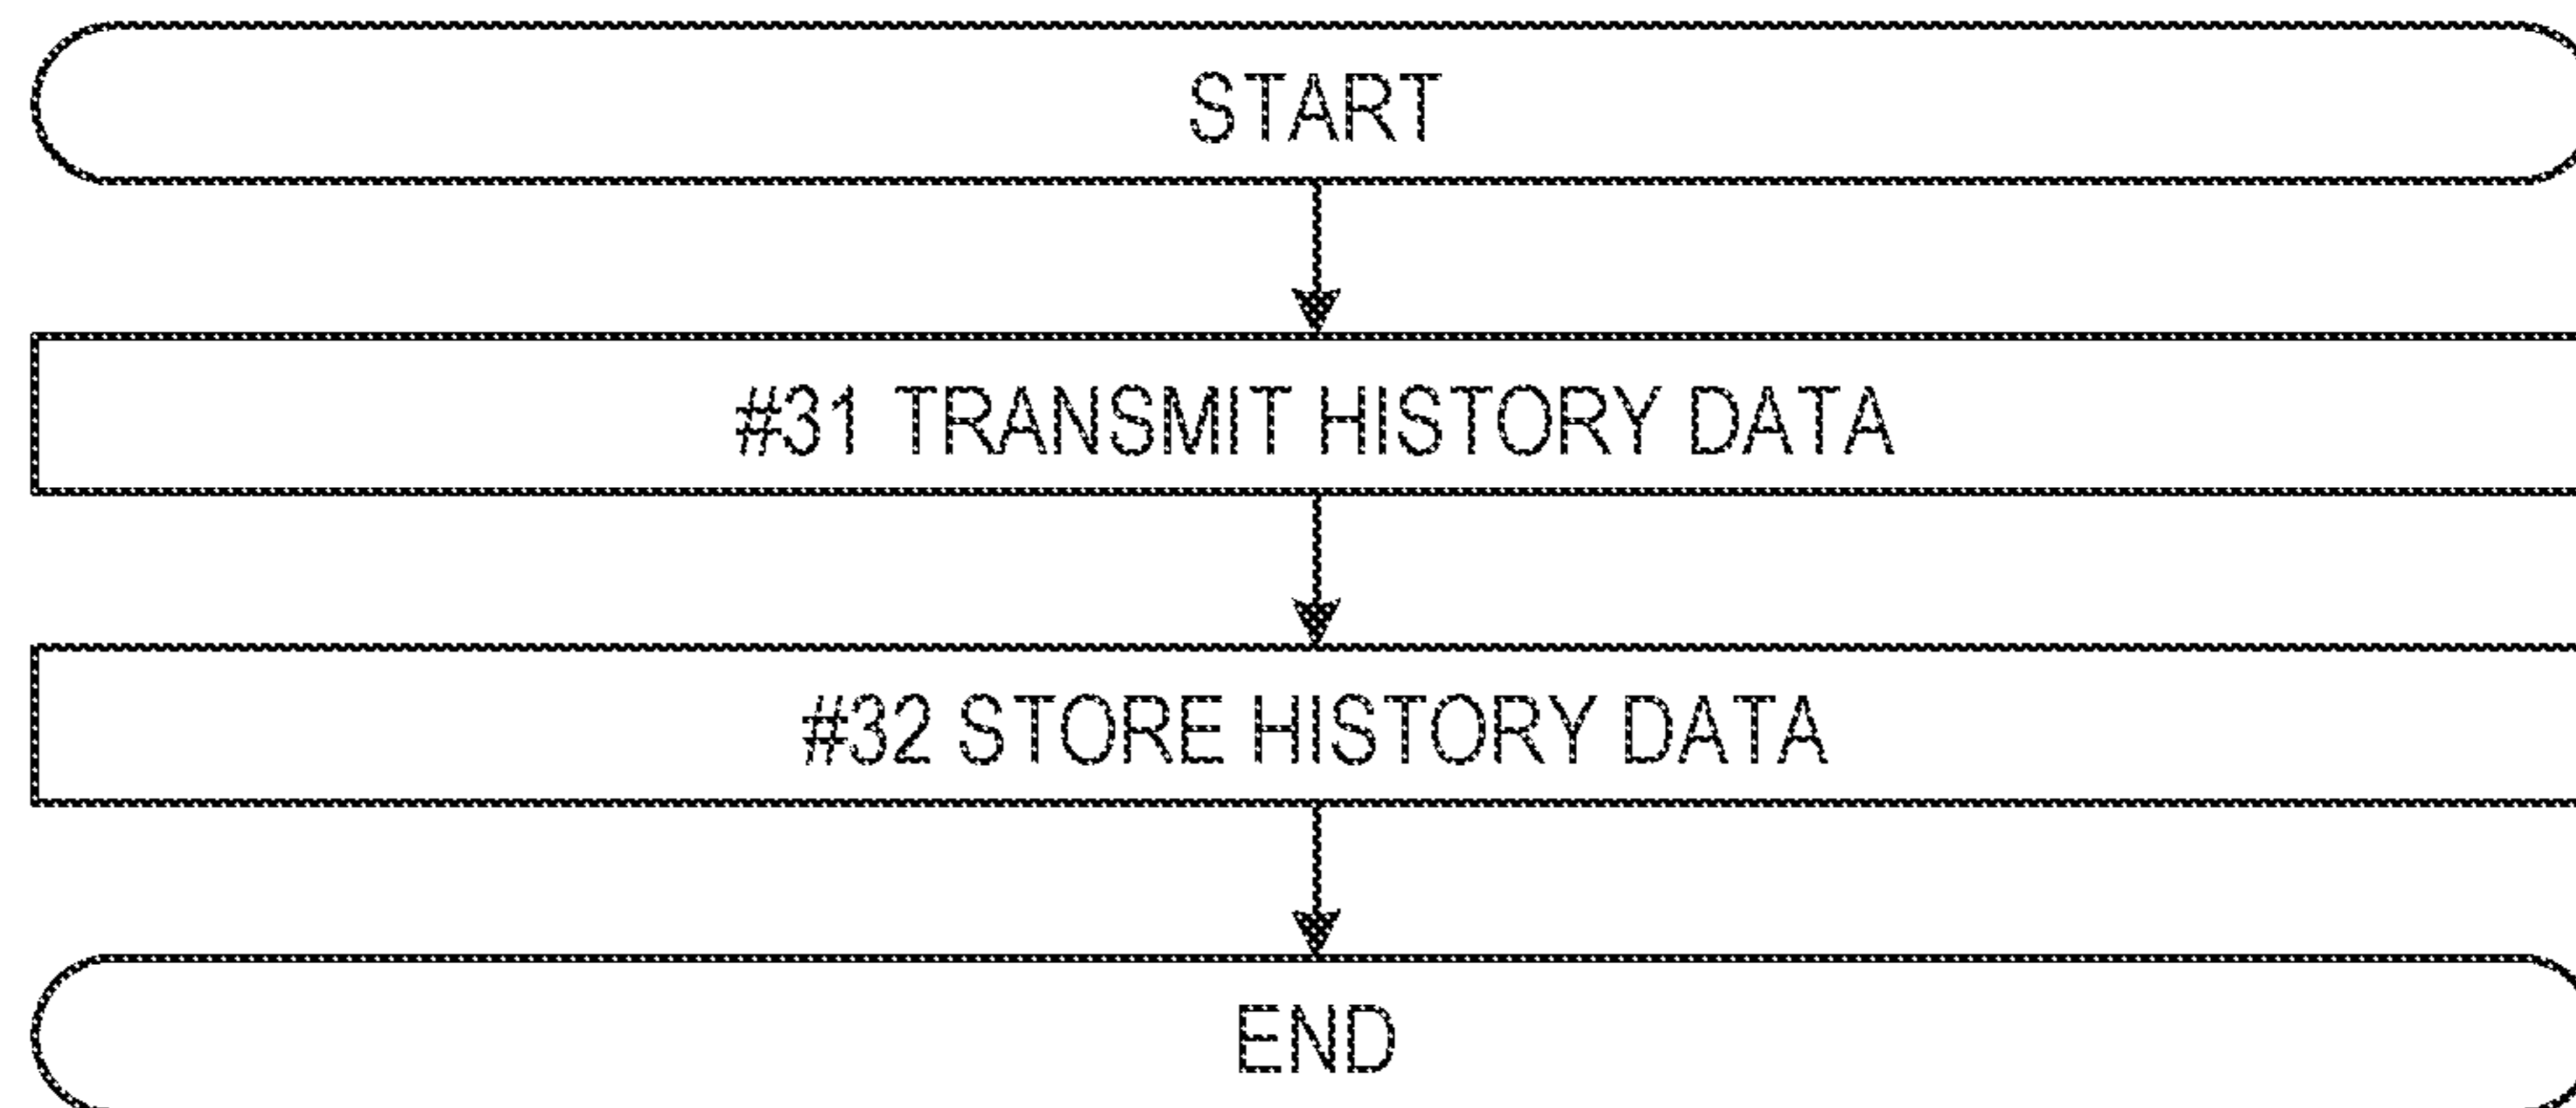 START
#31 TRANSMIT HISTORY DATA
#32 STORE HISTORY DATA
END